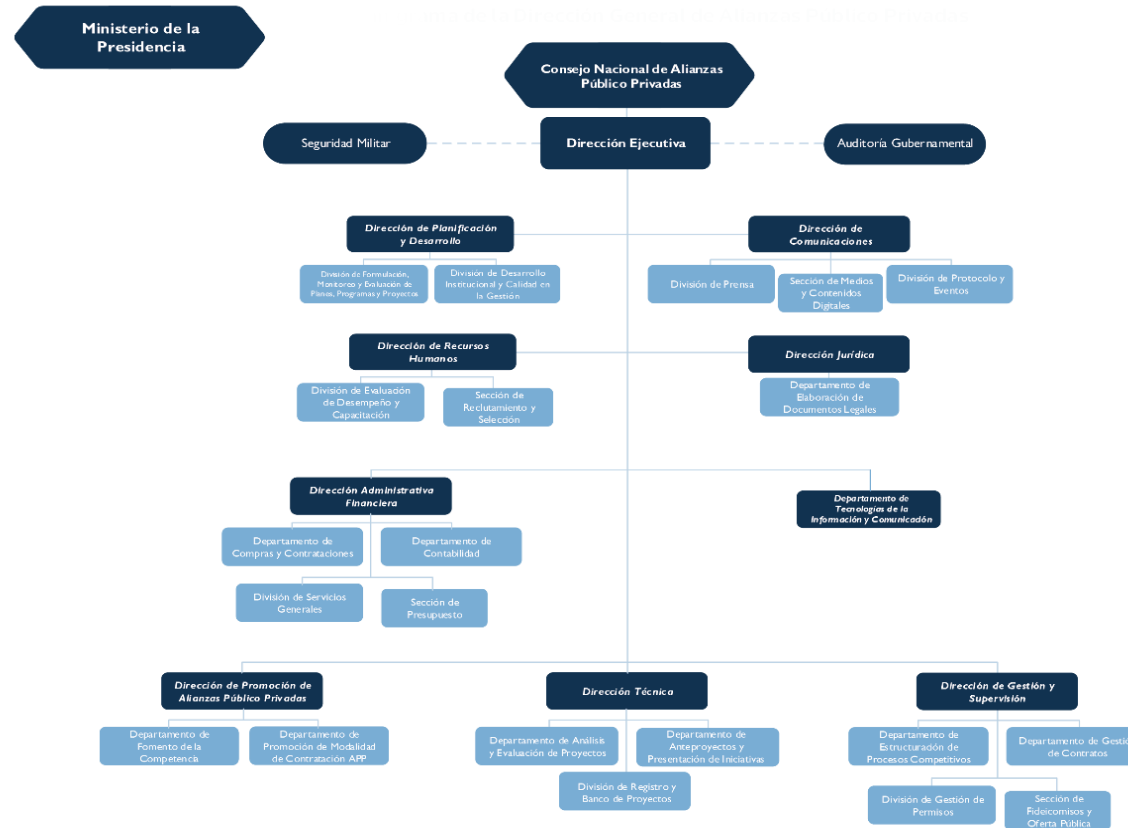 Ministerio de la
Presidencia
Consejo Nacional de Alianzas
Público Privadas
Seguridad Militar
Dirección Ejecutiva
Auditoría Gubernamental
Dirección de Planificación
y Desarrollo
Dirección de
Comunicaciones
División de Formulación,
Monitoreo y Evaluación de
Planes, Programas y Proyectos
División de Desarrollo
Institucional y Calidad en
la Gestión
División de Prensa
Sección de Medios
y Contenidos
Digitales
División de Protocolo y
Eventos
Dirección de Recursos
Humanos
Dirección Jurídica
División de Evaluación
de Desempeño y
Capacitación
Sección de
Reclutamiento y
Selección
Departamento de
Elaboración de
Documentos Legales
Dirección Administrativa
Financiera
Departamento de
Tecnologías de la
Información y Comunicación
Departamento de
Compras y Contrataciones
Departamento de
Contabilidad
División de Servicios
Generales
Sección de
Presupuesto
Dirección de Promoción de
Alianzas Público Privadas
Dirección Técnica
Dirección de Gestión y
Supervisión
Departamento de
Fomento de la
Competencia
Departamento de
Promoción de Modalidad
de Contratación APP
Departamento de Análisis
y Evaluación de Proyectos
Departamento de
Anteproyectos y
Presentación de Iniciativas
División de Registro y
Banco de Proyectos
Departamento de
Estructuración de
Procesos Competitivos
Departamento de Gestió
de Contratos
División de Gestión de
Permisos
Sección de
Fideicomisos y
Oferta Pública